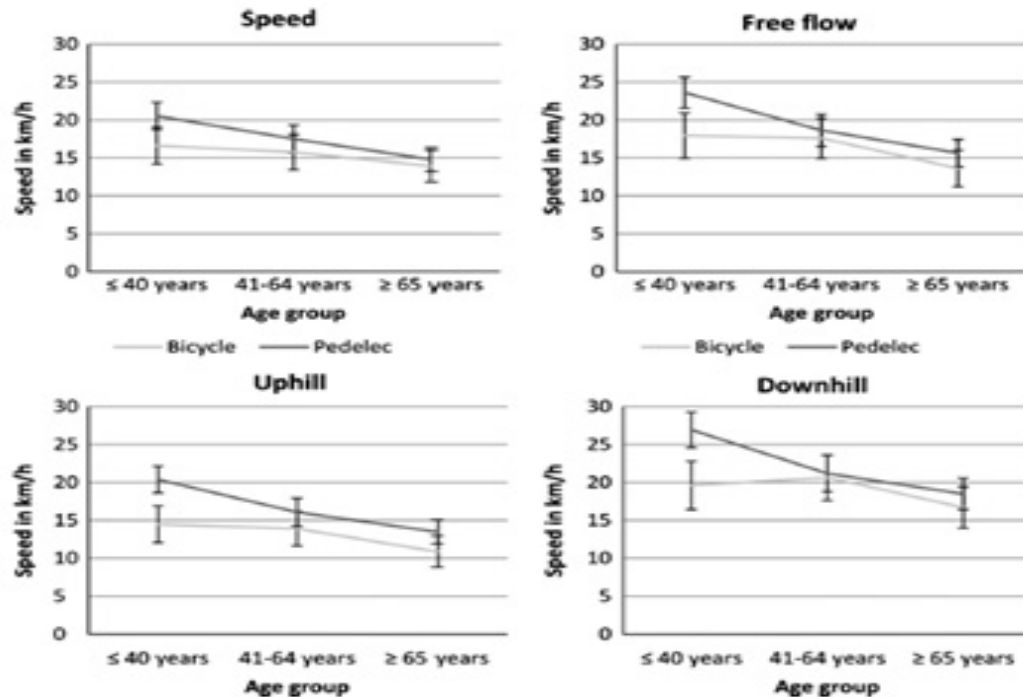 Speed
Speed in km/h
30
25
20
15
10
5
0
≤ 40 years 41-64 years ≥ 65 years
Age group
Bicycle Pedelec
Free flow
Speed in km/h
30
25
20
15
10
5
0
≤ 40 years 41-64 years ≥ 65 years
Age group
Bicycle Pedelec
Uphill
Speed in km/h
30
25
20
15
10
5
0
≤ 40 years 41-64 years ≥ 65 years
Age group
Downhill
Speed in km/h
30
25
20
15
10
5
0
≤ 40 years 41-64 years ≥ 65 years
Age group